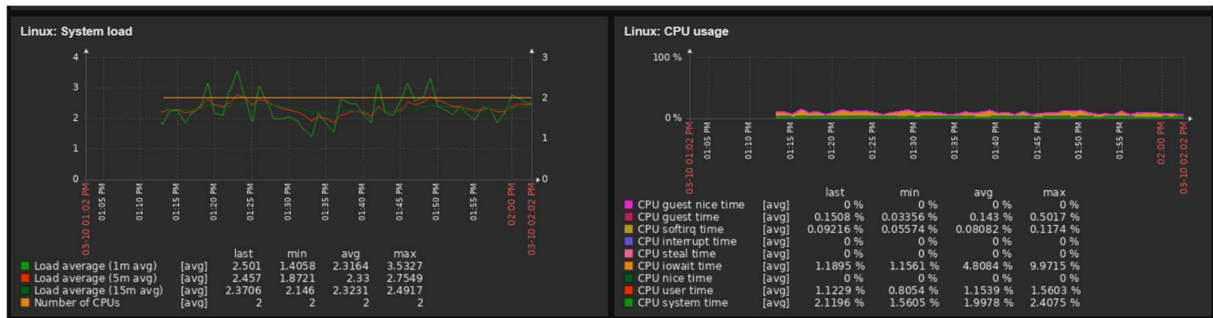 Linux: System load
4
3
2
1
0
3
2
1
0
03-10 01:02 PM
01:05 PM
01:10 PM
01:15 PM
01:20 PM
01:25 PM
01:30 PM
01:35 PM
01:40 PM
01:45 PM
01:50 PM
01:55 PM
02:00 PM
03-10 02:02 PM
last min avg max
Load average (1m avg) [avg] 2.501 1.4058 2.3164 3.5327
Load average (5m avg) [avg] 2.457 1.8721 2.33 2.7549
Load average (15m avg) [avg] 2.3706 2.146 2.3231 2.4917
Number of CPUs [avg] 2 2 2 2
Linux: CPU usage
100 %
0 %
03-10 01:02 PM
01:05 PM
01:10 PM
01:15 PM
01:20 PM
01:25 PM
01:30 PM
01:35 PM
01:40 PM
01:45 PM
01:50 PM
01:55 PM
02:00 PM
03-10 02:02 PM
last min avg max
CPU guest nice time [avg] 0 % 0 % 0 % 0 %
CPU guest time [avg] 0.1508 % 0.03356 % 0.143 % 0.5017 %
CPU softirq time [avg] 0.09216 % 0.05574 % 0.08082 % 0.1174 %
CPU interrupt time [avg] 0 % 0 % 0 % 0 %
CPU steal time [avg] 0 % 0 % 0 % 0 %
CPU iowait time [avg] 1.1895 % 1.1561 % 4.8084 % 9.9715 %
CPU nice time [avg] 0 % 0 % 0 % 0 %
CPU user time [avg] 1.1229 % 0.8054 % 1.1539 % 1.5603 %
CPU system time [avg] 2.1196 % 1.5605 % 1.9978 % 2.4075 %